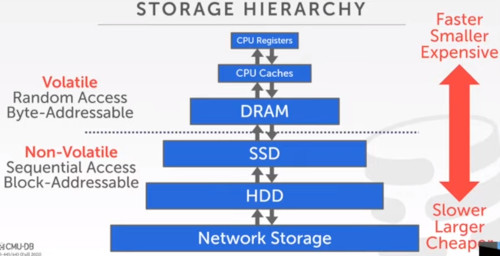 STORAGE HIERARCHY
Faster
Smaller
Expensive
CPU Registers
CPU Caches
Volatile
Random Access
Byte-Addressable
DRAM
Non-Volatile
Sequential Access
Block-Addressable
SSD
HDD
Slower
Larger
Cheaper
Network Storage
CMU-DB